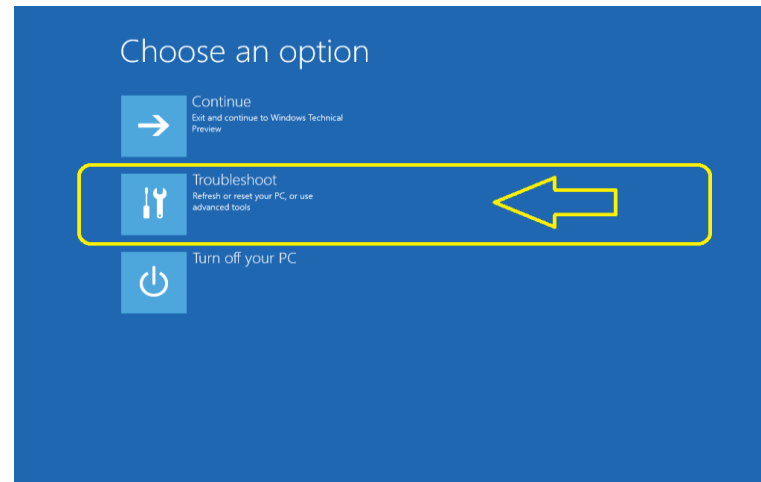 Choose an option
Continue
Exit and continue to Windows Technical
Preview
Troubleshoot
Refresh or reset your PC, or use
advanced tools
Turn off your PC